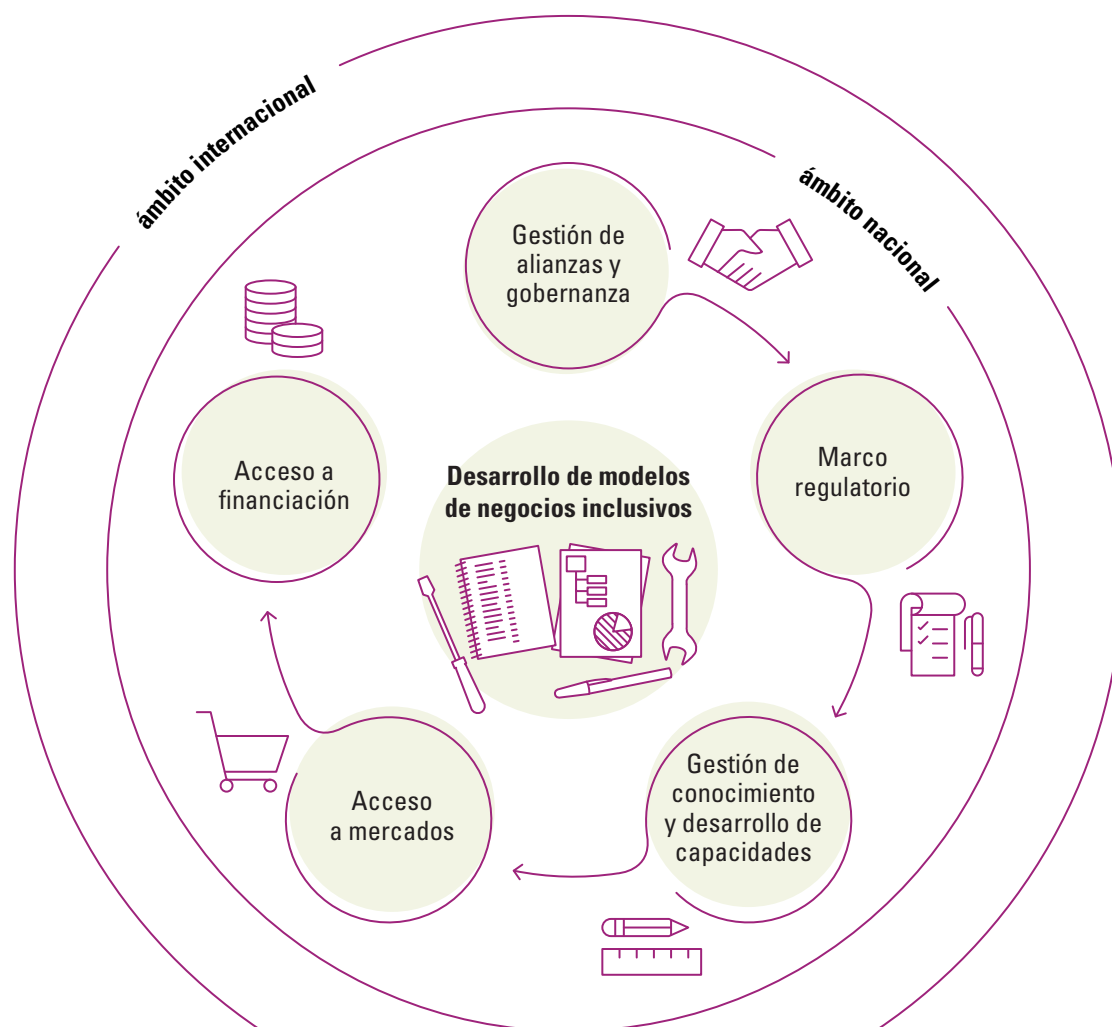 ámbito internacional
ámbito nacional
Gestión de
alianzas y
gobernanza
Marco
regulatorio
Gestión de
conocimiento
y desarrollo de
capacidades
Acceso
a mercados
Acceso a
financiación
Desarrollo de modelos
de negocios inclusivos